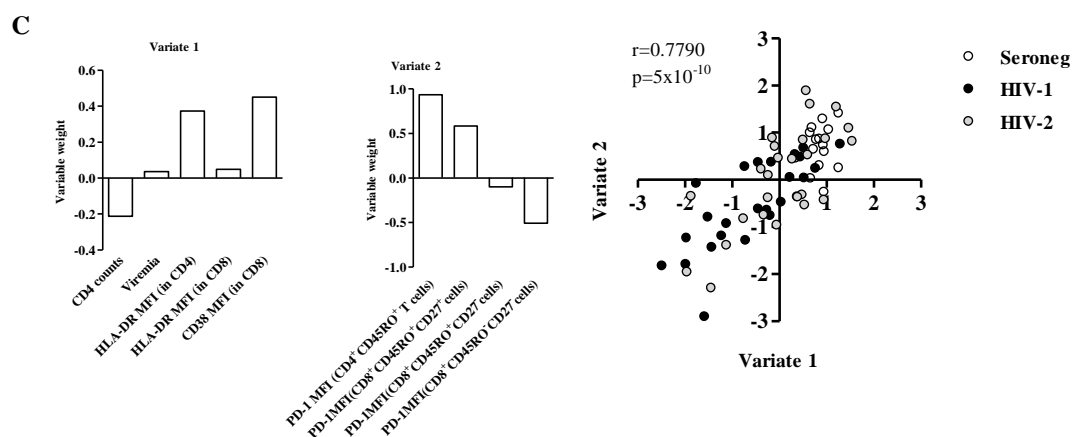 C
Variate 1
Variable weight
0.6
0.4
0.2
0.0
-0.2
-0.4
CD4 counts
Viremia
HLA-DR MFI (in CD4)
HLA-DR MFI (in CD8)
CD38 MFI (in CD8)
Variate 2
Variable weight
1.0
0.5
0.0
-0.5
-1.0
PD-1 MFI (CD4⁺CD45RO⁺T cells)
PD-1MFI(CD8⁺CD45RO⁺CD27⁺ cells)
PD-1MFI(CD8⁺CD45RO⁺CD27⁻cells)
PD-1MFI(CD8⁺CD45RO⁻CD27⁻cells)
r=0.7790
p=5x10⁻¹⁰
Variate 2
3
2
1
-1
-2
-3
-3 -2 -1 0 1 2 3
Variate 1
Seroneg
HIV-1
HIV-2